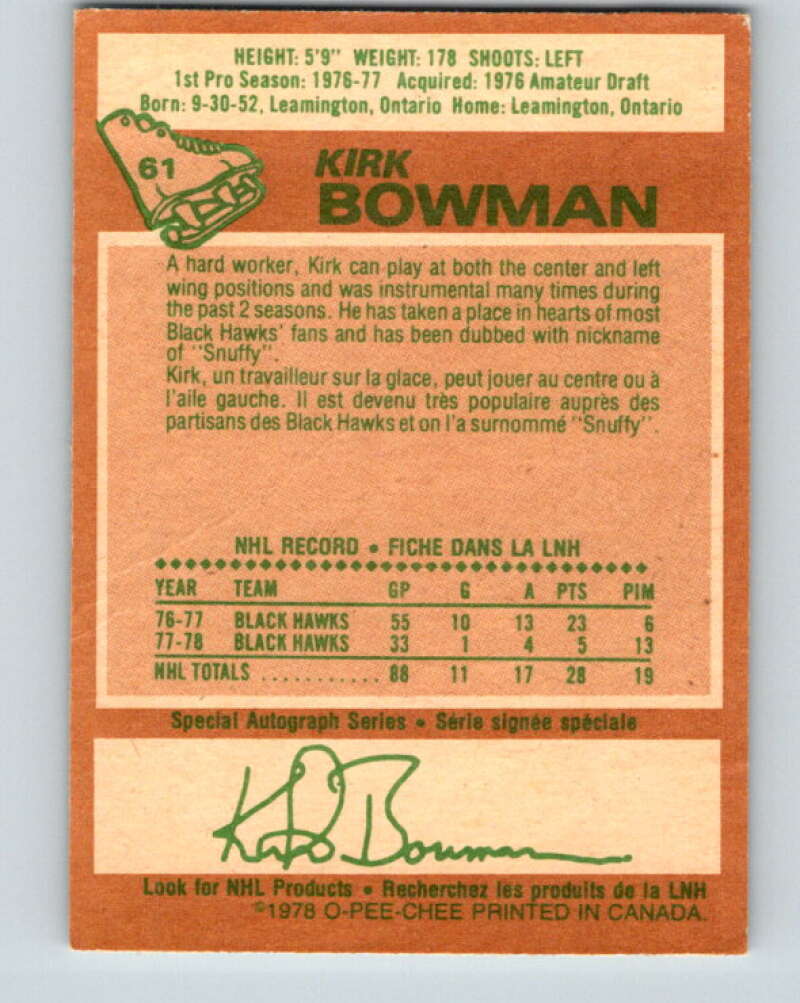 HEIGHT: 5'9" WEIGHT: 178 SHOOTS: LEFT
1st Pro Season: 1976-77 Acquired: 1976 Amateur Draft
Born: 9-30-52, Leamington, Ontario Home: Leamington, Ontario
61
KIRK
BOWMAN
A hard worker, Kirk can play at both the center and left
wing positions and was instrumental many times during
the past 2 seasons. He has taken a place in hearts of most
Black Hawks' fans and has been dubbed with nickname
of "Snuffy".
Kirk, un travailleur sur la glace, peut jouer au centre ou à
l'aile gauche. Il est devenu très populaire auprès des
partisans des Black Hawks et on l'a surnommé "Snuffy".
NHL RECORD • FICHE DANS LA LNH
YEAR TEAM GP G A PTS PIM
76-77 BLACK HAWKS 55 10 13 23 6
77-78 BLACK HAWKS 33 1 4 5 13
NHL TOTALS ............ 88 11 17 28 19
Special Autograph Series • Série signée spéciale
Kirk Bowman
Look for NHL Products • Recherchez les produits de la LNH
©1978 O-PEE-CHEE PRINTED IN CANADA.